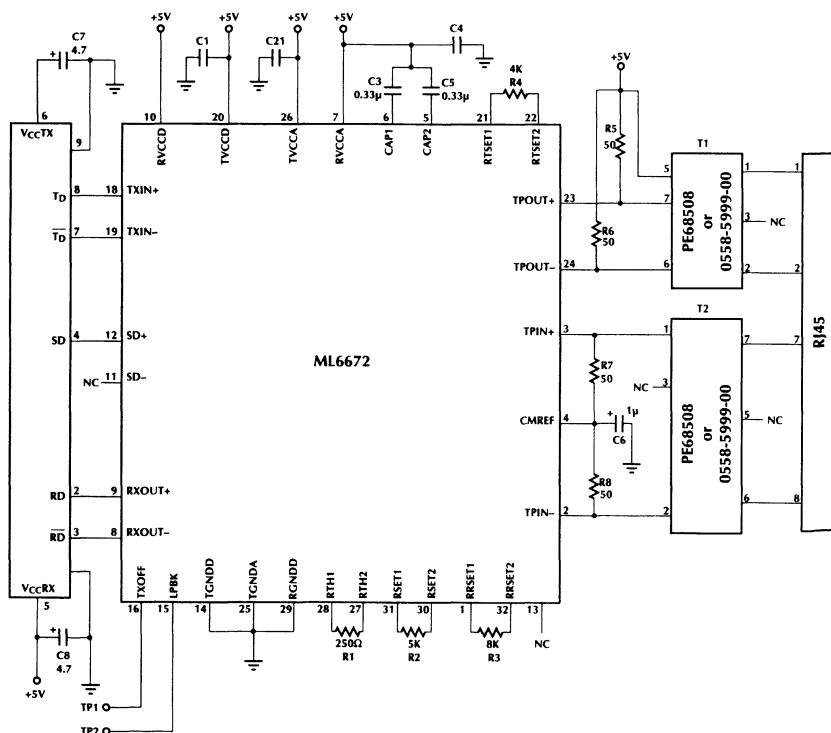 C7
4.7
+
+5V
+5V
+5V
+5V
C1
C21
C4
C3
0.33µ
C5
0.33µ
4K
R4
+5V
6
10
20
26
7
6
5
21
22
VCCTX
9
RVCCD
TVCCD
TVCCA
RVCCA
CAP1
CAP2
RTSET1
RTSET2
R5
50
T1
TD 8 18 TXIN+
TD 7 19 TXIN–
TPOUT+ 23
R6
50
TPOUT– 24
5
7
6
PE68508
or
0558-5999-00
1
3 NC
2
1
2
SD 4 12 SD+
NC 11 SD–
ML6672
TPIN+ 3
R7
50
CMREF 4
+ 1µ
C6
R8
50
TPIN– 2
T2
1
NC 3
2
PE68508
or
0558-5999-00
7
5 NC
6
7
8
RJ45
RD 2 9 RXOUT+
RD 3 8 RXOUT–
VCCRX
5
TXOFF
LPBK
TGNDD
TGNDA
RGNDD
RTH1
RTH2
RSET1
RSET2
RRSET1
RRSET2
16
15
14
25
29
28
27
31
30
1
32
13
250Ω
R1
5K
R2
8K
R3
NC
+
C8
4.7
+5V
TP1
TP2